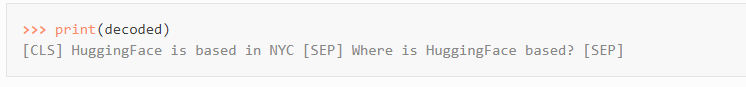 >>> print(decoded)
[CLS] HuggingFace is based in NYC [SEP] Where is HuggingFace based? [SEP]